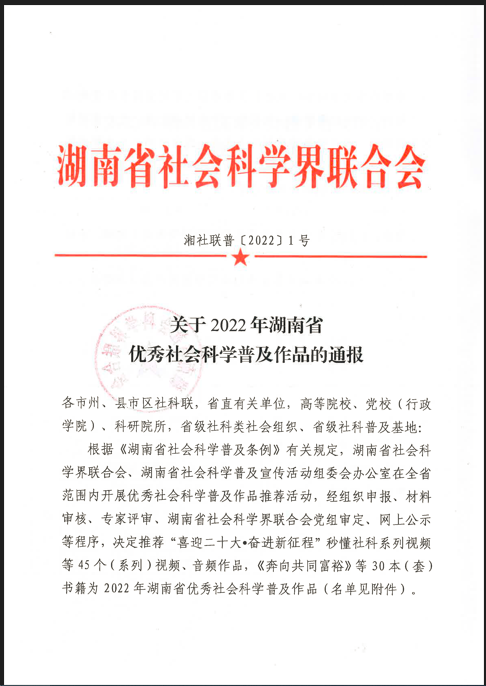 湖南省社会科学界联合会
湘社联普〔2022〕1号
关于2022年湖南省
优秀社会科学普及作品的通报
各市州、县市区社科联，省直有关单位，高等院校、党校（行政
学院）、科研院所，省级社科类社会组织、省级社科普及基地：
根据《湖南省社会科学普及条例》有关规定，湖南省社会科
学界联合会、湖南省社会科学普及宣传活动组委会办公室在全省
范围内开展优秀社会科学普及作品推荐活动，经组织申报、材料
审核、专家评审、湖南省社会科学界联合会党组审定、网上公示
等程序，决定推荐“喜迎二十大•奋进新征程”秒懂社科系列视频
等45个（系列）视频、音频作品，《奔向共同富裕》等30本（套）
书籍为2022年湖南省优秀社会科学普及作品（名单见附件）。